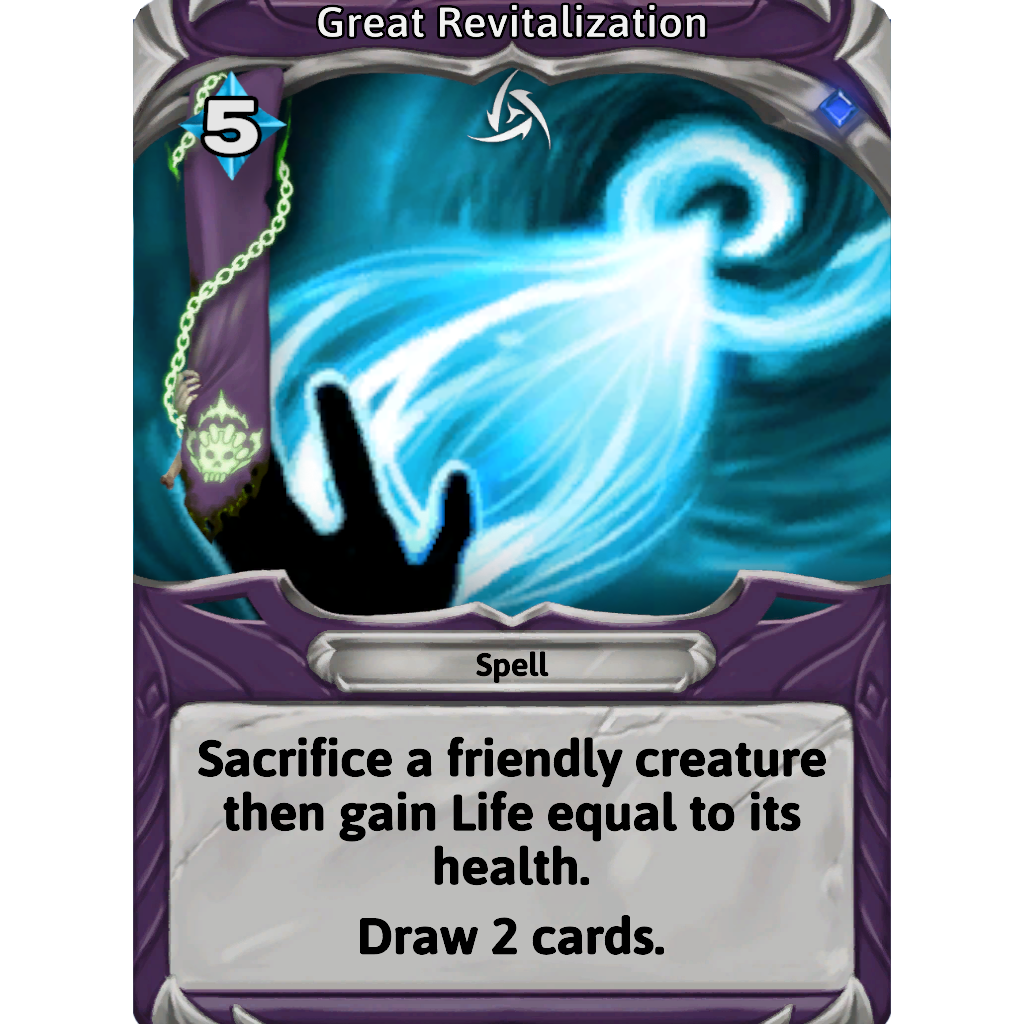 Great Revitalization
5
Spell
Sacrifice a friendly creature
then gain Life equal to its
health.
Draw 2 cards.